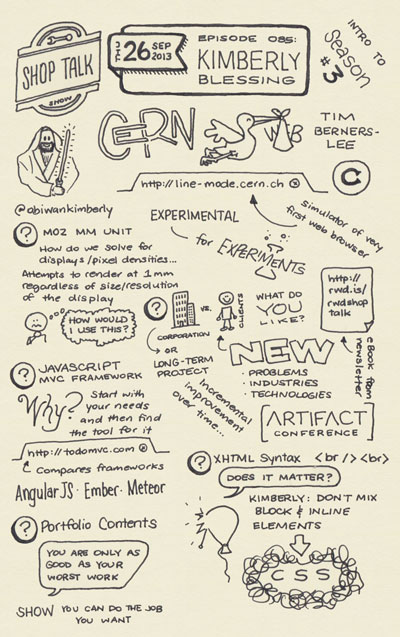 SHOP TALK
SHOW
THE
26
SEP
2013
EPISODE 085:
KIMBERLY
BLESSING
INTRO TO
Season
#3
CERN
WEB
TIM
BERNERS-
LEE
http://line-mode.cern.ch
C
simulator of very
first web browser
@obiwankimberly
EXPERIMENTAL
for EXPERIMENTS
? MOZ MM UNIT
How do we solve for
displays/pixel densities...
Attempts to render at 1mm
regardless of size/resolution
of the display
HOW WOULD
I USE THIS?
?
CORPORATION
VS.
CLIENTS
OR
LONG-TERM
PROJECT
WHAT DO
YOU
LIKE?
http://
rwd.is/
rwdshop
talk
eBook from
newsletter
NEW
· PROBLEMS
· INDUSTRIES
· TECHNOLOGIES
Incremental
improvement
over time...
[ARTIFACT]
CONFERENCE
? JAVASCRIPT
MVC FRAMEWORK
Why?
Start with
your needs
and then find
the tool for it
http://todomvc.com
Compares frameworks
AngularJS · Ember · Meteor
? XHTML Syntax <br/><br>
DOES IT MATTER?
KIMBERLY: DON'T MIX
BLOCK & INLINE
ELEMENTS
CSS
? Portfolio Contents
YOU ARE ONLY AS
GOOD AS YOUR
WORST WORK
SHOW YOU CAN DO THE JOB
YOU WANT